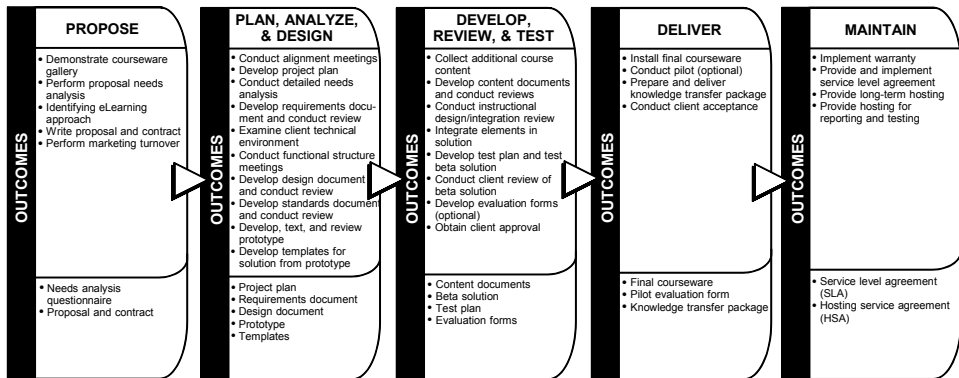 OUTCOMES
PROPOSE
• Demonstrate courseware
gallery
• Perform proposal needs
analysis
• Identifying eLearning
approach
• Write proposal and contract
• Perform marketing turnover
• Needs analysis
questionnaire
• Proposal and contract
OUTCOMES
PLAN, ANALYZE,
& DESIGN
• Conduct alignment meetings
• Develop project plan
• Conduct detailed needs
analysis
• Develop requirements docu-
ment and conduct review
• Examine client technical
environment
• Conduct functional structure
meetings
• Develop design document
and conduct review
• Develop standards document
and conduct review
• Develop, text, and review
prototype
• Develop templates for
solution from prototype
• Project plan
• Requirements document
• Design document
• Prototype
• Templates
OUTCOMES
DEVELOP,
REVIEW, & TEST
• Collect additional course
content
• Develop content documents
and conduct reviews
• Conduct instructional
design/integration review
• Integrate elements in
solution
• Develop test plan and test
beta solution
• Conduct client review of
beta solution
• Develop evaluation forms
(optional)
• Obtain client approval
• Content documents
• Beta solution
• Test plan
• Evaluation forms
OUTCOMES
DELIVER
• Install final courseware
• Conduct pilot (optional)
• Prepare and deliver
knowledge transfer package
• Conduct client acceptance
• Final courseware
• Pilot evaluation form
• Knowledge transfer package
OUTCOMES
MAINTAIN
• Implement warranty
• Provide and implement
service level agreement
• Provide long-term hosting
• Provide hosting for
reporting and testing
• Service level agreement
(SLA)
• Hosting service agreement
(HSA)